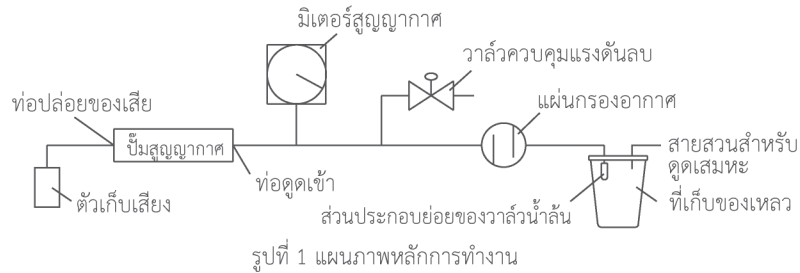 มิเตอร์สูญญากาศ
วาล์วควบคุมแรงดันลบ
ท่อปล่อยของเสีย
แผ่นกรองอากาศ
ปั๊มสูญญากาศ
สายสวนสำหรับ
ดูดเสมหะ
ท่อดูดเข้า
ตัวเก็บเสียง
ที่เก็บของเหลว
ส่วนประกอบย่อยของวาล์วน้ำล้น
รูปที่ 1 แผนภาพหลักการทำงาน